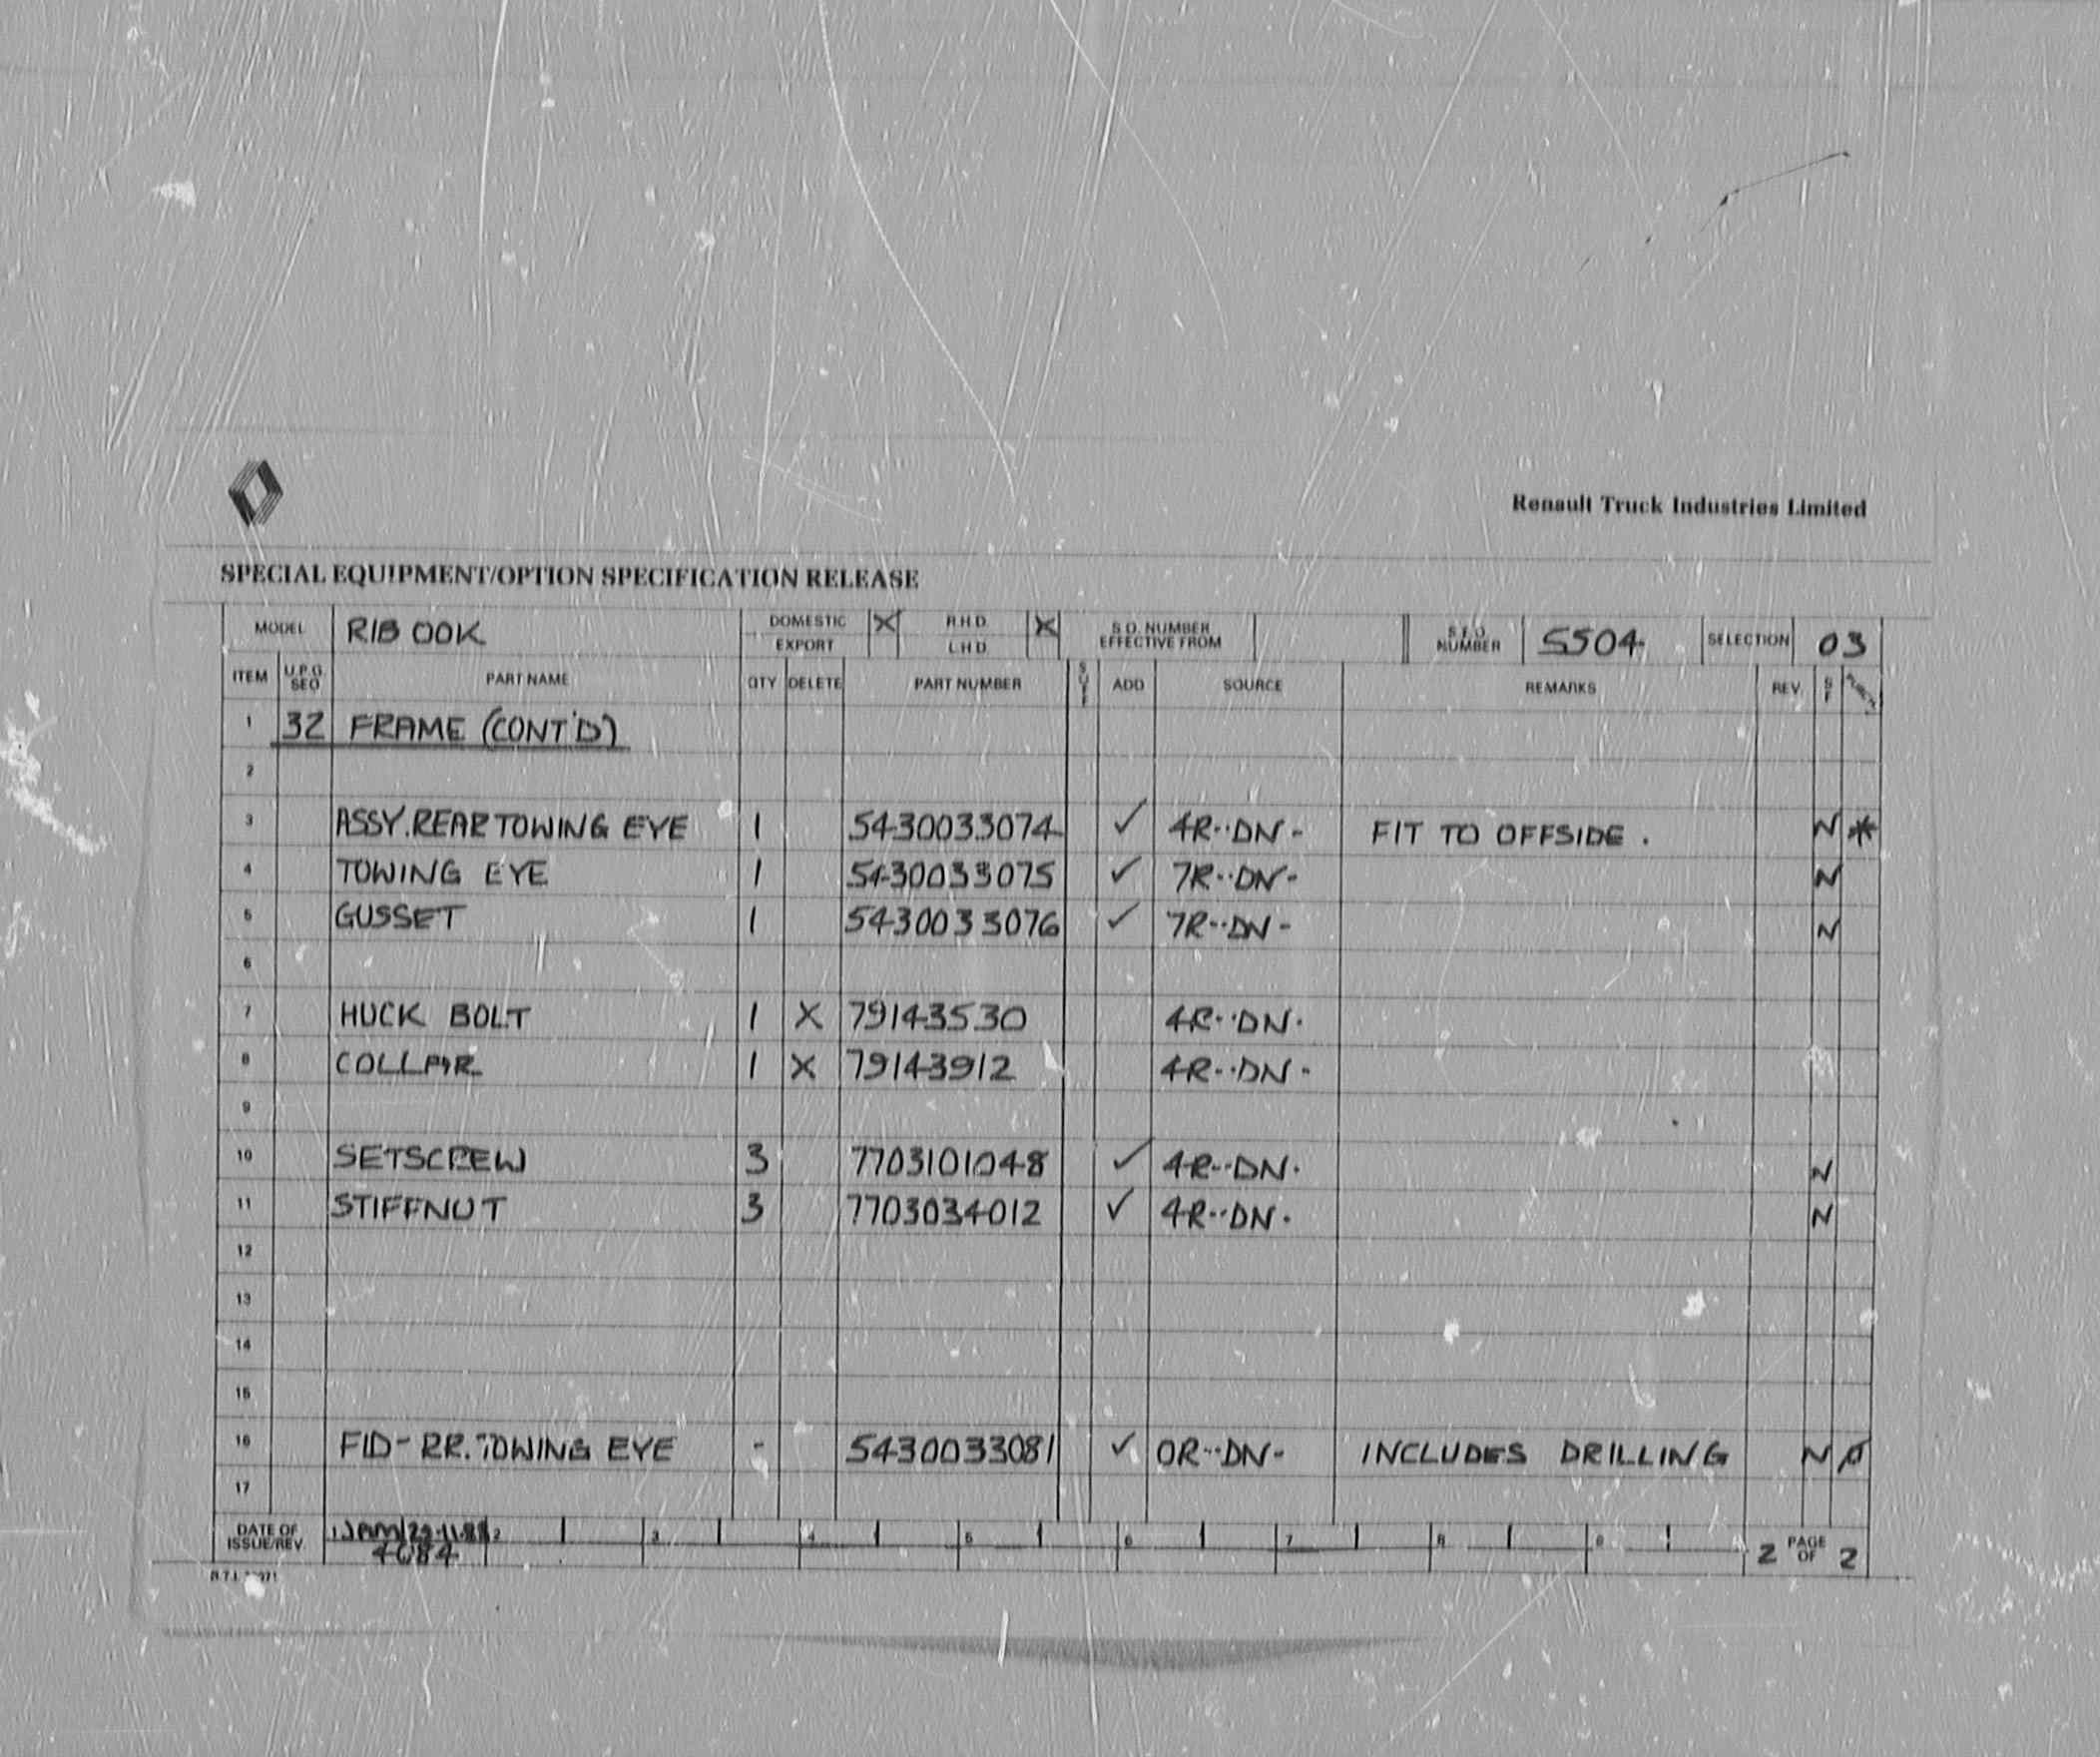 Renault Truck Industries Limited
SPECIAL EQUIPMENT/OPTION SPECIFICATION RELEASE
MODEL R1B 00K DOMESTIC X R.H.D. X S.O. NUMBER S.F.O. 5504 SELECTION 03
EXPORT L.H.D. EFFECTIVE FROM NUMBER
ITEM U.P.G. SEQ PART NAME QTY DELETE PART NUMBER ADD SOURCE REMARKS REV.
1 32 FRAME (CONT'D)
2
3 ASSY. REAR TOWING EYE 1 5430033074 ✓ 4R··DN- FIT TO OFFSIDE. N *
4 TOWING EYE 1 5430033075 ✓ 7R··DN- N
5 GUSSET 1 5430033076 ✓ 7R··DN- N
6
7 HUCK BOLT 1 X 79143530 4R··DN·
8 COLLAR 1 X 79143912 4R··DN-
9
10 SETSCREW 3 7703101048 ✓ 4R··DN· N
11 STIFFNUT 3 7703034012 ✓ 4R··DN· N
12
13
14
15
16 FID- RR. TOWING EYE - 5430033081 ✓ 0R··DN- INCLUDES DRILLING N
17
DATE OF 1 2 3 4 5 6 7 8 9 2 PAGE 2
ISSUE/REV. 4084 OF